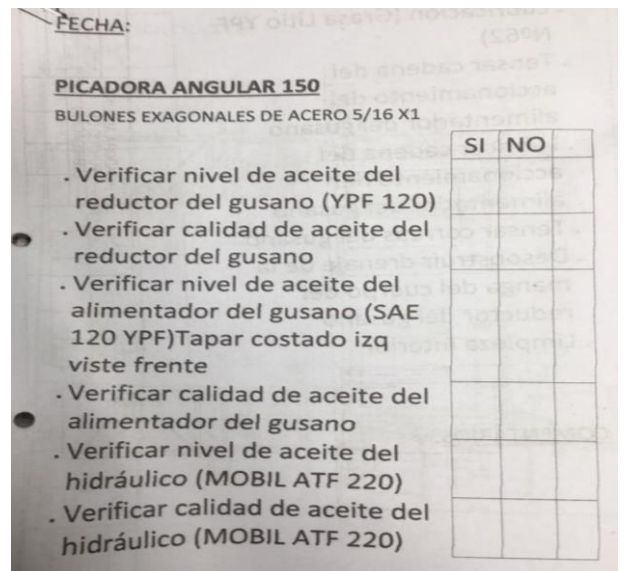 FECHA:
PICADORA ANGULAR 150
BULONES EXAGONALES DE ACERO 5/16 X1
SI NO
. Verificar nivel de aceite del
reductor del gusano (YPF 120)
. Verificar calidad de aceite del
reductor del gusano
. Verificar nivel de aceite del
alimentador del gusano (SAE
120 YPF)Tapar costado izq
viste frente
. Verificar calidad de aceite del
alimentador del gusano
. Verificar nivel de aceite del
hidráulico (MOBIL ATF 220)
. Verificar calidad de aceite del
hidráulico (MOBIL ATF 220)